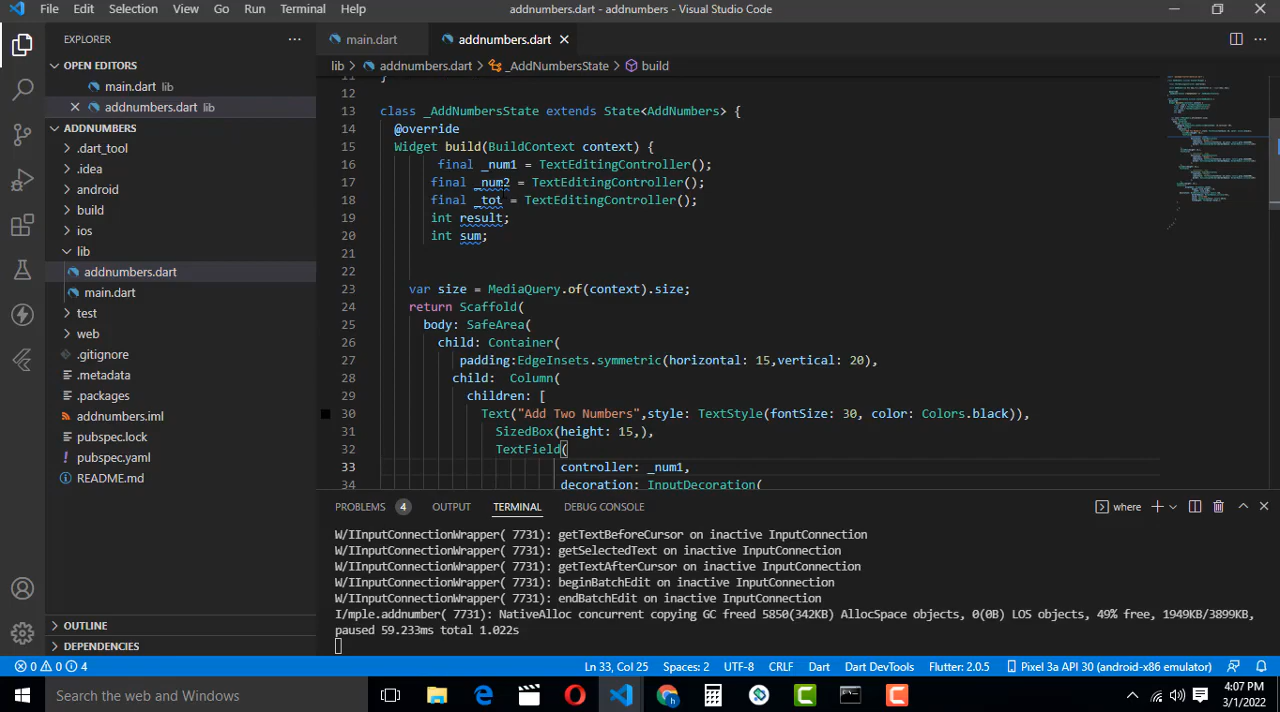 File Edit Selection View Go Run Terminal Help addnumbers.dart - addnumbers - Visual Studio Code
EXPLORER
OPEN EDITORS
main.dart lib
addnumbers.dart lib
ADDNUMBERS
.dart_tool
.idea
android
build
ios
lib
addnumbers.dart
main.dart
test
web
.gitignore
.metadata
.packages
addnumbers.iml
pubspec.lock
pubspec.yaml
README.md
OUTLINE
DEPENDENCIES
main.dart addnumbers.dart
lib > addnumbers.dart > _AddNumbersState > build
11 }
12
13 class _AddNumbersState extends State<AddNumbers> {
14 @override
15 Widget build(BuildContext context) {
16 final _num1 = TextEditingController();
17 final _num2 = TextEditingController();
18 final _tot = TextEditingController();
19 int result;
20 int sum;
21
22
23 var size = MediaQuery.of(context).size;
24 return Scaffold(
25 body: SafeArea(
26 child: Container(
27 padding:EdgeInsets.symmetric(horizontal: 15,vertical: 20),
28 child: Column(
29 children: [
30 Text("Add Two Numbers",style: TextStyle(fontSize: 30, color: Colors.black)),
31 SizedBox(height: 15,),
32 TextField(
33 controller: _num1,
34 decoration: InputDecoration(
PROBLEMS 4 OUTPUT TERMINAL DEBUG CONSOLE where
W/IInputConnectionWrapper( 7731): getTextBeforeCursor on inactive InputConnection
W/IInputConnectionWrapper( 7731): getSelectedText on inactive InputConnection
W/IInputConnectionWrapper( 7731): getTextAfterCursor on inactive InputConnection
W/IInputConnectionWrapper( 7731): beginBatchEdit on inactive InputConnection
W/IInputConnectionWrapper( 7731): endBatchEdit on inactive InputConnection
I/mple.addnumber( 7731): NativeAlloc concurrent copying GC freed 5850(342KB) AllocSpace objects, 0(0B) LOS objects, 49% free, 1949KB/3899KB,
paused 59.233ms total 1.022s
0 0 4 Ln 33, Col 25 Spaces: 2 UTF-8 CRLF Dart Dart DevTools Flutter: 2.0.5 Pixel 3a API 30 (android-x86 emulator)
Search the web and Windows
4:07 PM
3/1/2022